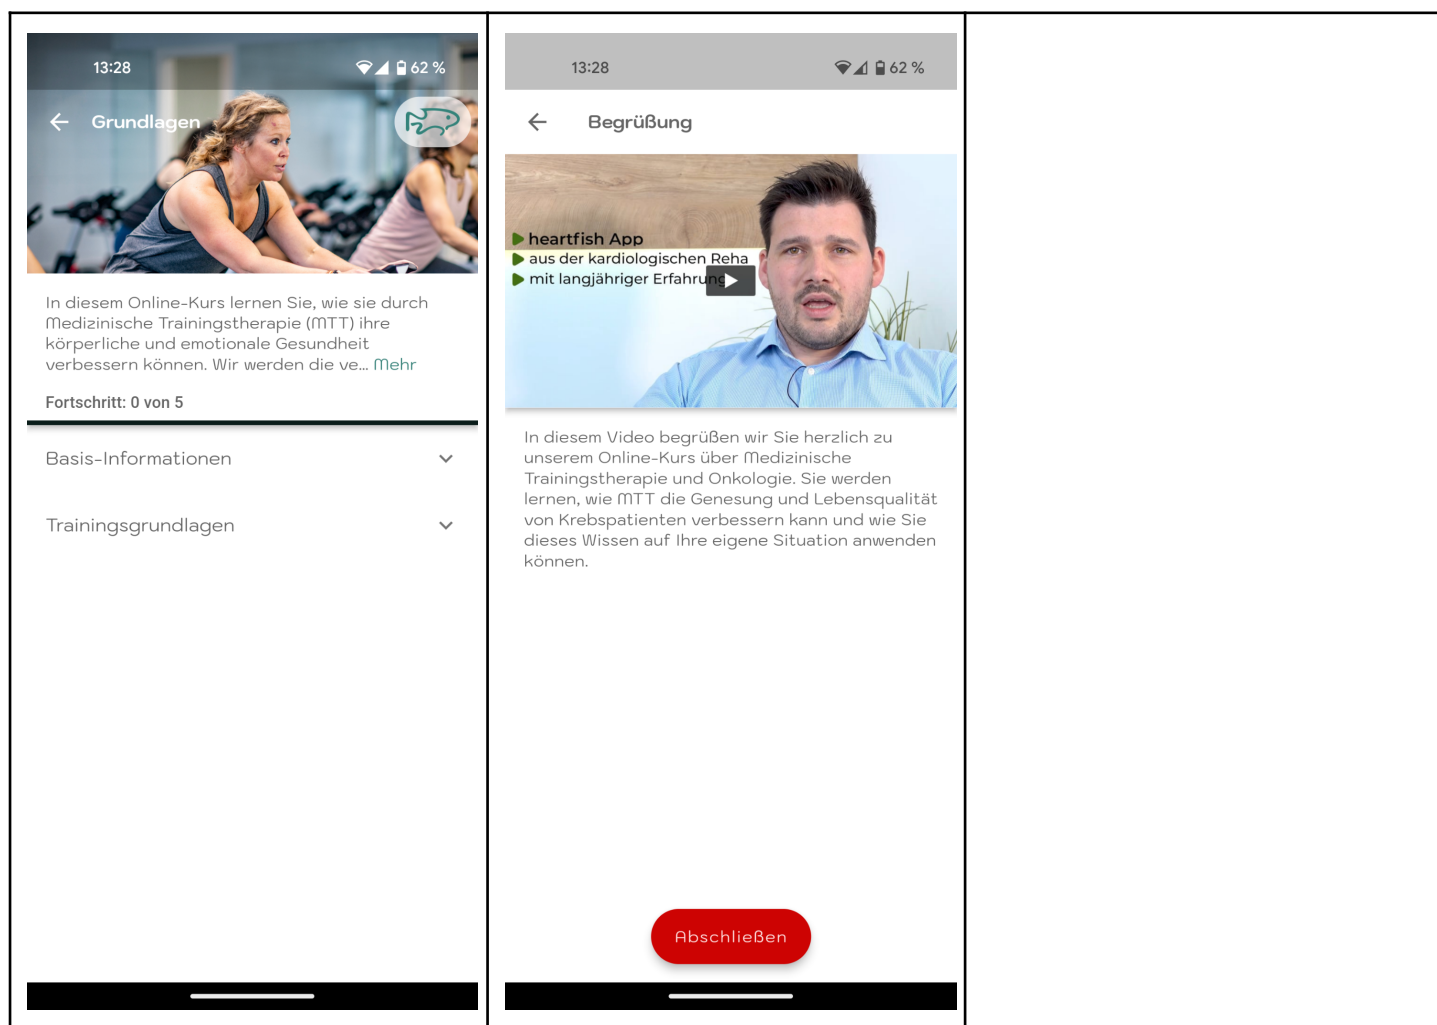 13:28
62 %
Grundlagen
In diesem Online-Kurs lernen Sie, wie sie durch
Medizinische Trainingstherapie (MTT) ihre
körperliche und emotionale Gesundheit
verbessern können. Wir werden die ve... Mehr
Fortschritt: 0 von 5
Basis-Informationen
Trainingsgrundlagen
13:28
62 %
Begrüßung
heartfish App
aus der kardiologischen Reha
mit langjähriger Erfahrung
In diesem Video begrüßen wir Sie herzlich zu
unserem Online-Kurs über Medizinische
Trainingstherapie und Onkologie. Sie werden
lernen, wie MTT die Genesung und Lebensqualität
von Krebspatienten verbessern kann und wie Sie
dieses Wissen auf Ihre eigene Situation anwenden
können.
Abschließen